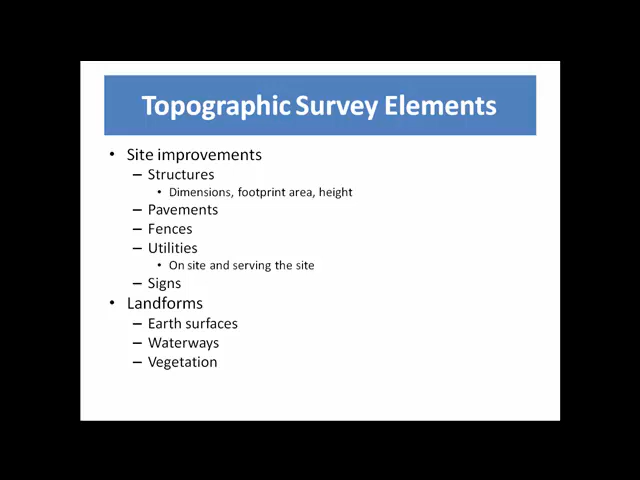 Topographic Survey Elements
• Site improvements
– Structures
• Dimensions, footprint area, height
– Pavements
– Fences
– Utilities
• On site and serving the site
– Signs
• Landforms
– Earth surfaces
– Waterways
– Vegetation